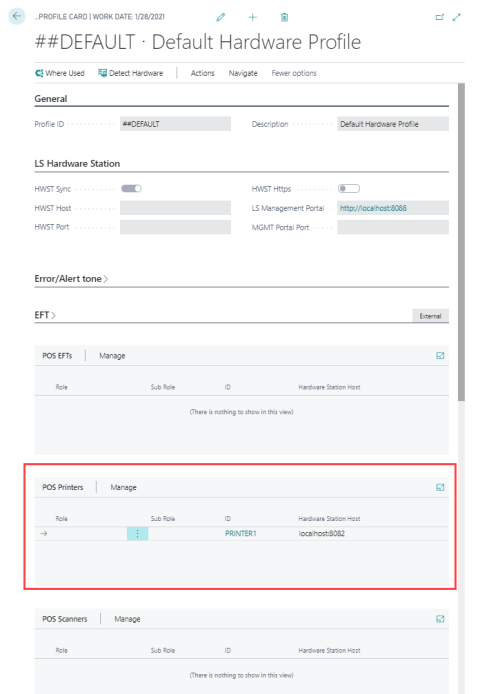 ..PROFILE CARD | WORK DATE: 1/28/2021
##DEFAULT · Default Hardware Profile
Where Used Detect Hardware Actions Navigate Fewer options
General
Profile ID ##DEFAULT Description Default Hardware Profile
LS Hardware Station
HWST Sync HWST Https
HWST Host LS Management Portal http://localhost:8088
HWST Port MGMT Portal Port
Error/Alert tone
EFT External
POS EFTs Manage
Role Sub Role ID Hardware Station Host
(There is nothing to show in this view)
POS Printers Manage
Role Sub Role ID Hardware Station Host
PRINTER1 localhost:8082
POS Scanners Manage
Role Sub Role ID Hardware Station Host
(There is nothing to show in this view)